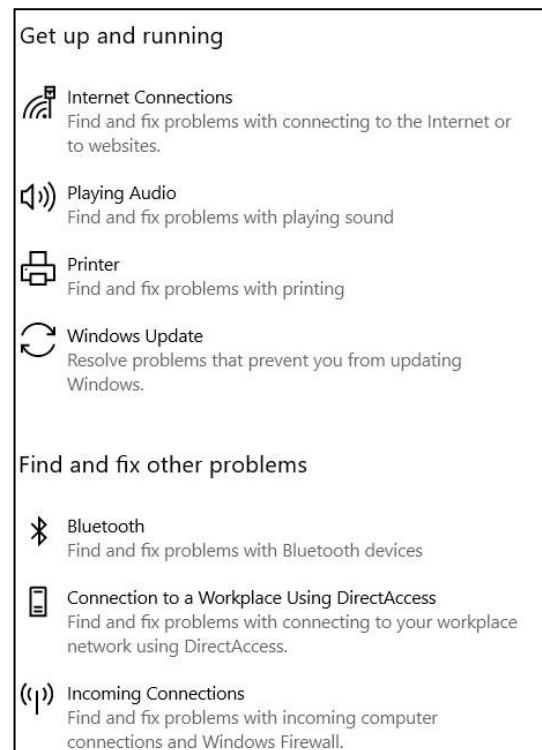 Get up and running
Internet Connections
Find and fix problems with connecting to the Internet or
to websites.
Playing Audio
Find and fix problems with playing sound
Printer
Find and fix problems with printing
Windows Update
Resolve problems that prevent you from updating
Windows.
Find and fix other problems
Bluetooth
Find and fix problems with Bluetooth devices
Connection to a Workplace Using DirectAccess
Find and fix problems with connecting to your workplace
network using DirectAccess.
Incoming Connections
Find and fix problems with incoming computer
connections and Windows Firewall.